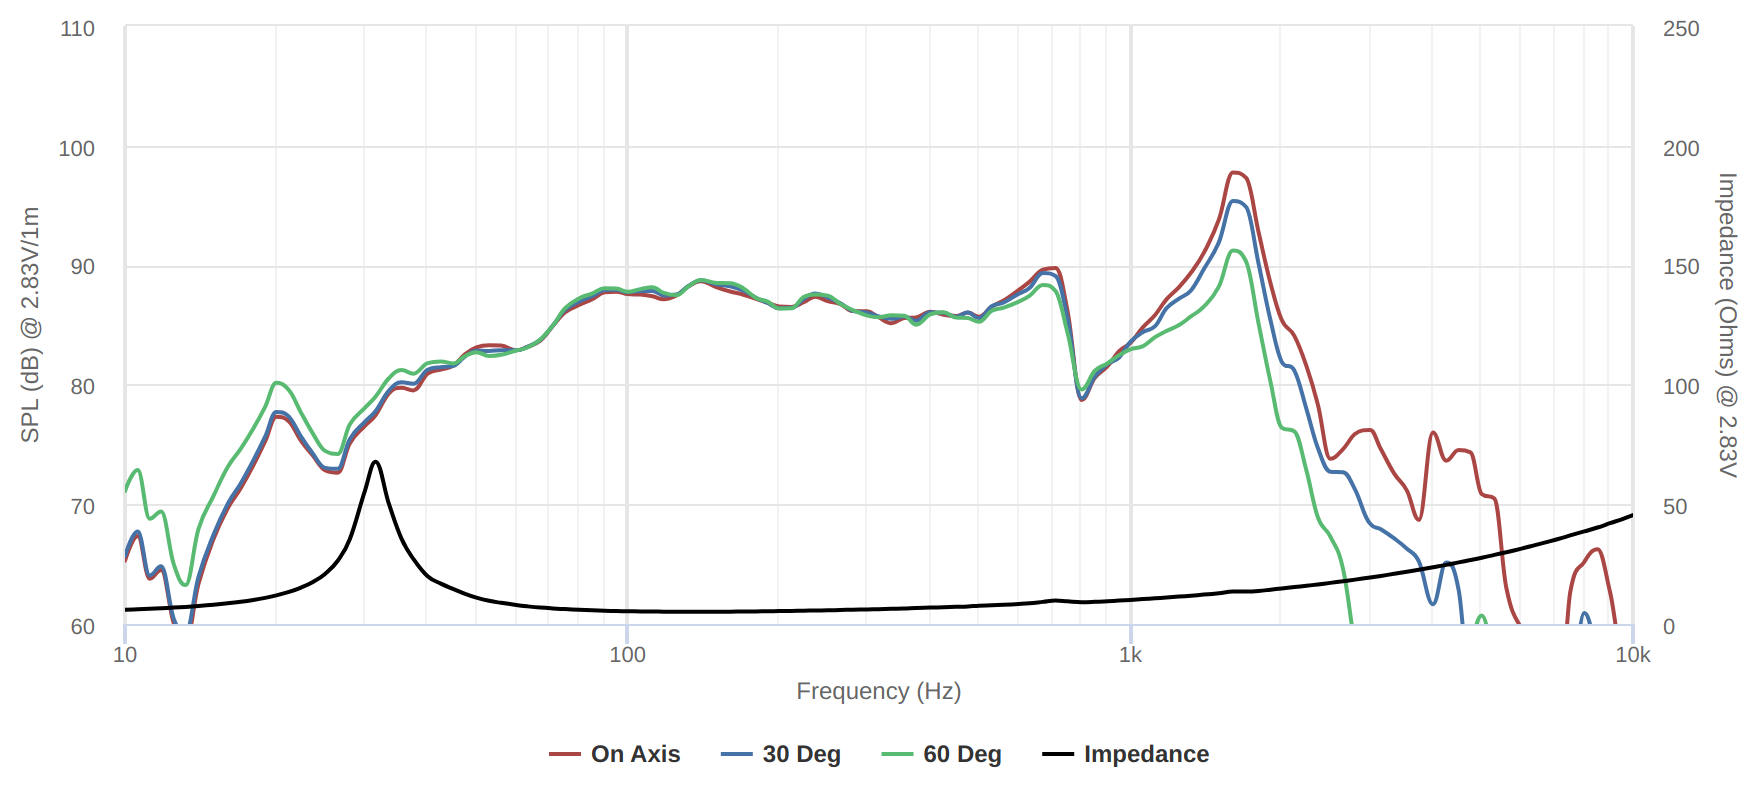 110
100
90
80
70
60
SPL (dB) @ 2.83V/1m
250
200
150
100
50
0
Impedance (Ohms) @ 2.83V
10 100 1k 10k
Frequency (Hz)
On Axis 30 Deg 60 Deg Impedance